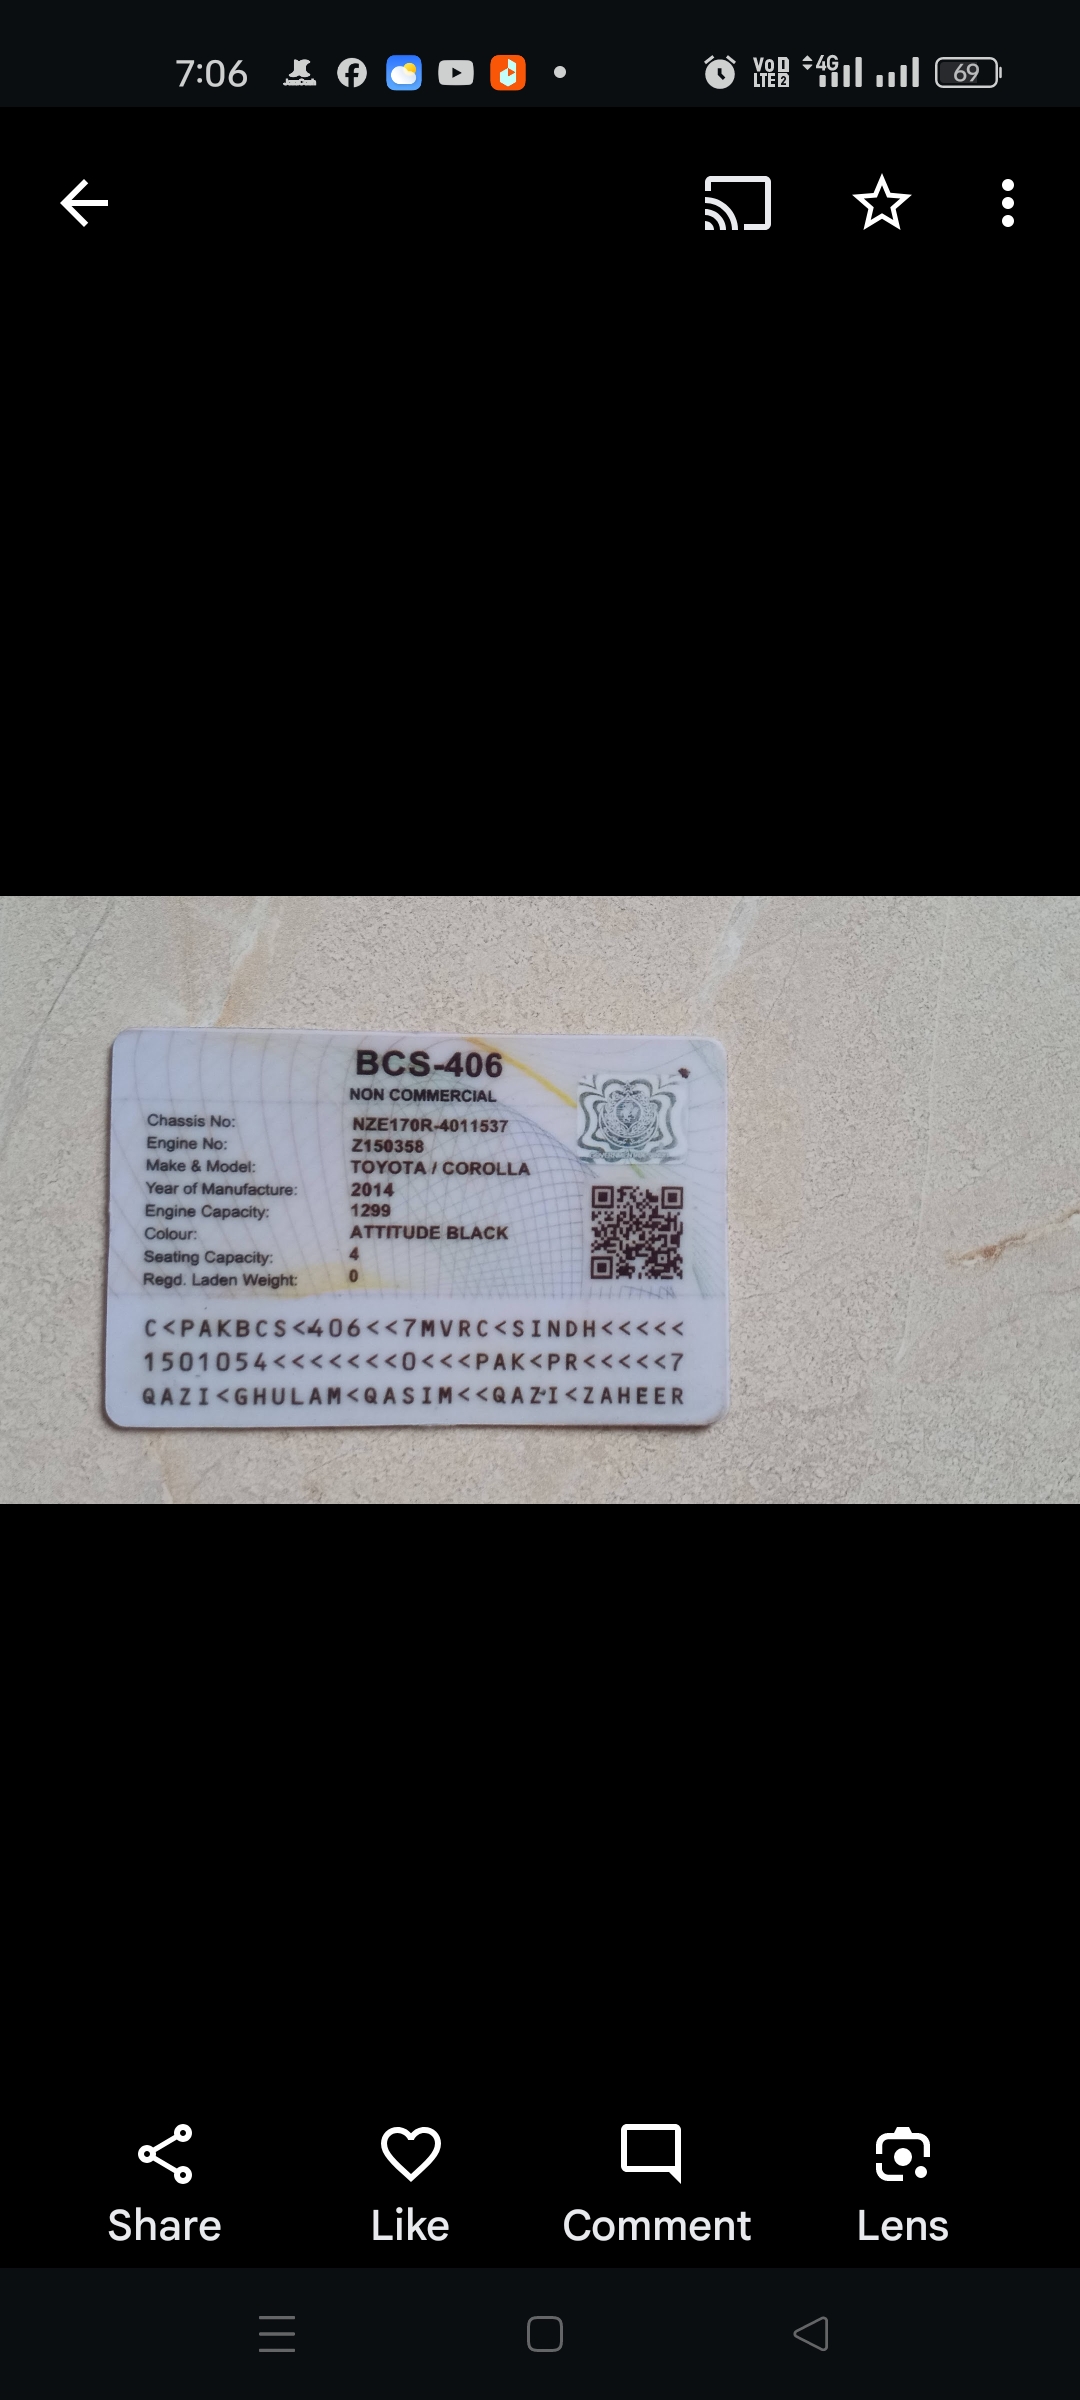 7:06
VoD LTE2 4G 69
BCS-406
NON COMMERCIAL
Chassis No: NZE170R-4011537
Engine No: Z150358
Make & Model: TOYOTA / COROLLA
Year of Manufacture: 2014
Engine Capacity: 1299
Colour: ATTITUDE BLACK
Seating Capacity: 4
Regd. Laden Weight: 0
C<PAKBCS<406<<7MVRC<SINDH<<<<<
1501054<<<<<<<0<<<PAK<PR<<<<<7
QAZI<GHULAM<QASIM<<QAZI<ZAHEER
Share Like Comment Lens